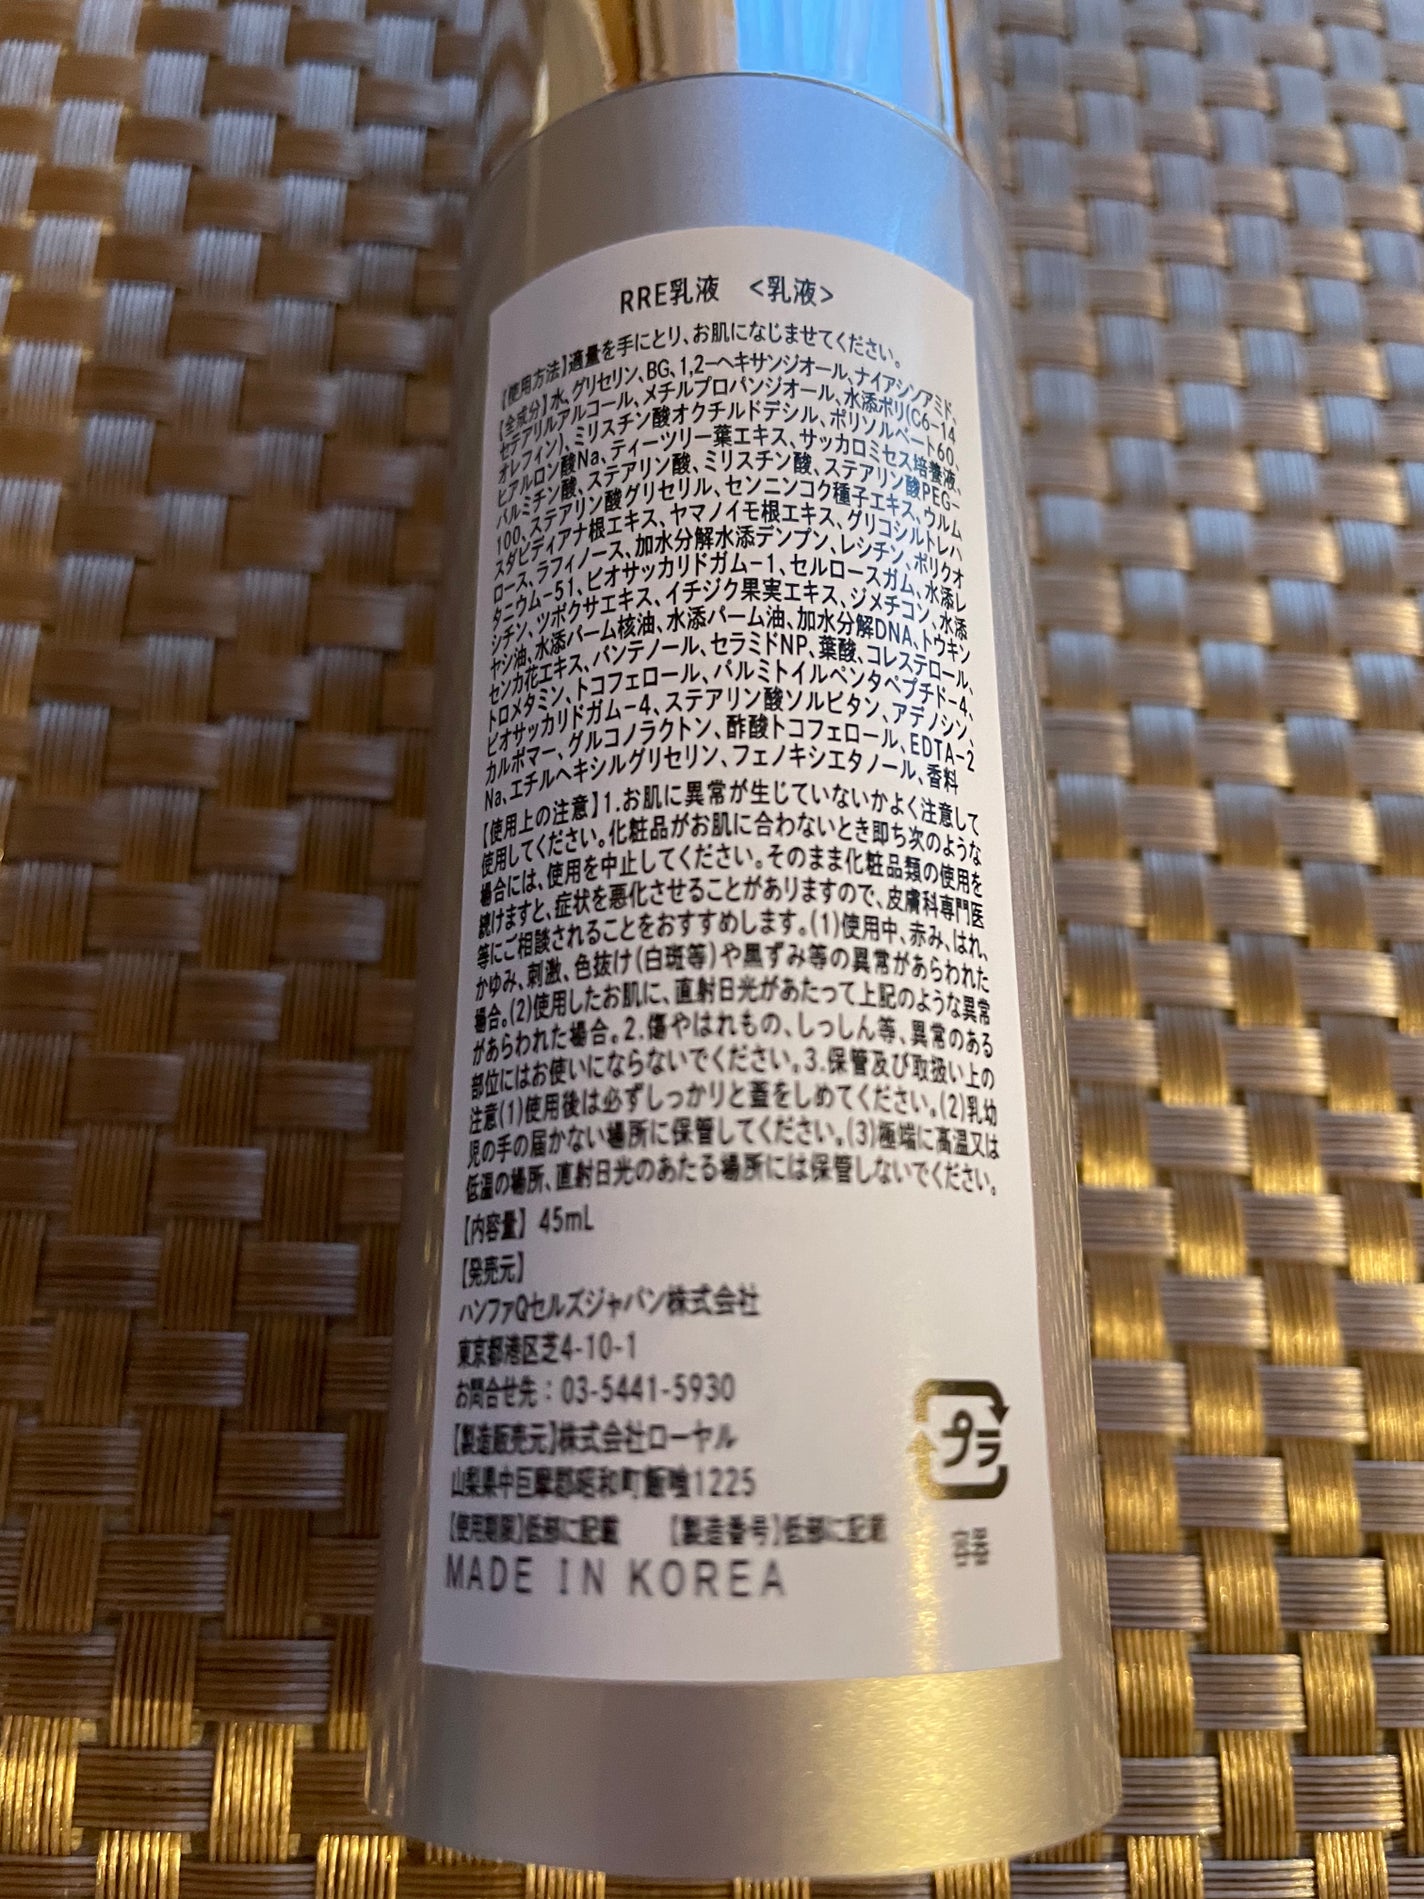 RRE乳液　<乳液>
【使用方法】適量を手にとり、お肌になじませてください。
【全成分】水、グリセリン、BG、1,2-ヘキサンジオール、ナイアシンアミド、
セテアリルアルコール、メチルプロパンジオール、水添ポリ(C6-14
オレフィン)、ミリスチン酸オクチルドデシル、ポリソルベート60、
ヒアルロン酸Na、ティーツリー葉エキス、サッカロミセス培養液、
パルミチン酸、ステアリン酸、ミリスチン酸、ステアリン酸PEG-
100、ステアリン酸グリセリル、センニンコク種子エキス、ウルム
スダビディアナ根エキス、ヤマノイモ根エキス、グリコシルトレハ
ロース、ラフィノース、加水分解水添デンプン、レシチン、ポリクオ
タニウム-51、ビオサッカリドガム-1、セルロースガム、水添レ
シチン、ツボクサエキス、イチジク果実エキス、ジメチコン、水添
ヤシ油、水添パーム核油、水添パーム油、加水分解DNA、トウキン
センカ花エキス、パンテノール、セラミドNP、葉酸、コレステロール、
トロメタミン、トコフェロール、パルミトイルペンタペプチド-4、
ビオサッカリドガム-4、ステアリン酸ソルビタン、アデノシン、
カルボマー、グルコノラクトン、酢酸トコフェロール、EDTA-2
Na、エチルヘキシルグリセリン、フェノキシエタノール、香料
【使用上の注意】1.お肌に異常が生じていないかよく注意して
使用してください。化粧品がお肌に合わないとき即ち次のような
場合には、使用を中止してください。そのまま化粧品類の使用を
続けますと、症状を悪化させることがありますので、皮膚科専門医
等にご相談されることをおすすめします。(1)使用中、赤み、はれ、
かゆみ、刺激、色抜け(白斑等)や黒ずみ等の異常があらわれた
場合。(2)使用したお肌に、直射日光があたって上記のような異常
があらわれた場合。2.傷やはれもの、しっしん等、異常のある
部位にはお使いにならないでください。3.保管及び取扱い上の
注意(1)使用後は必ずしっかりと蓋をしめてください。(2)乳幼
児の手の届かない場所に保管してください。(3)極端に高温又は
低温の場所、直射日光のあたる場所には保管しないでください。
【内容量】 45mL
【発売元】
ハンファQセルズジャパン株式会社
東京都港区芝4-10-1
お問合せ先：03-5441-5930
【製造販売元】株式会社ローヤル
山梨県中巨摩郡昭和町飯喰1225
【使用期限】低部に記載　【製造番号】低部に記載
MADE IN KOREA
プラ
容器